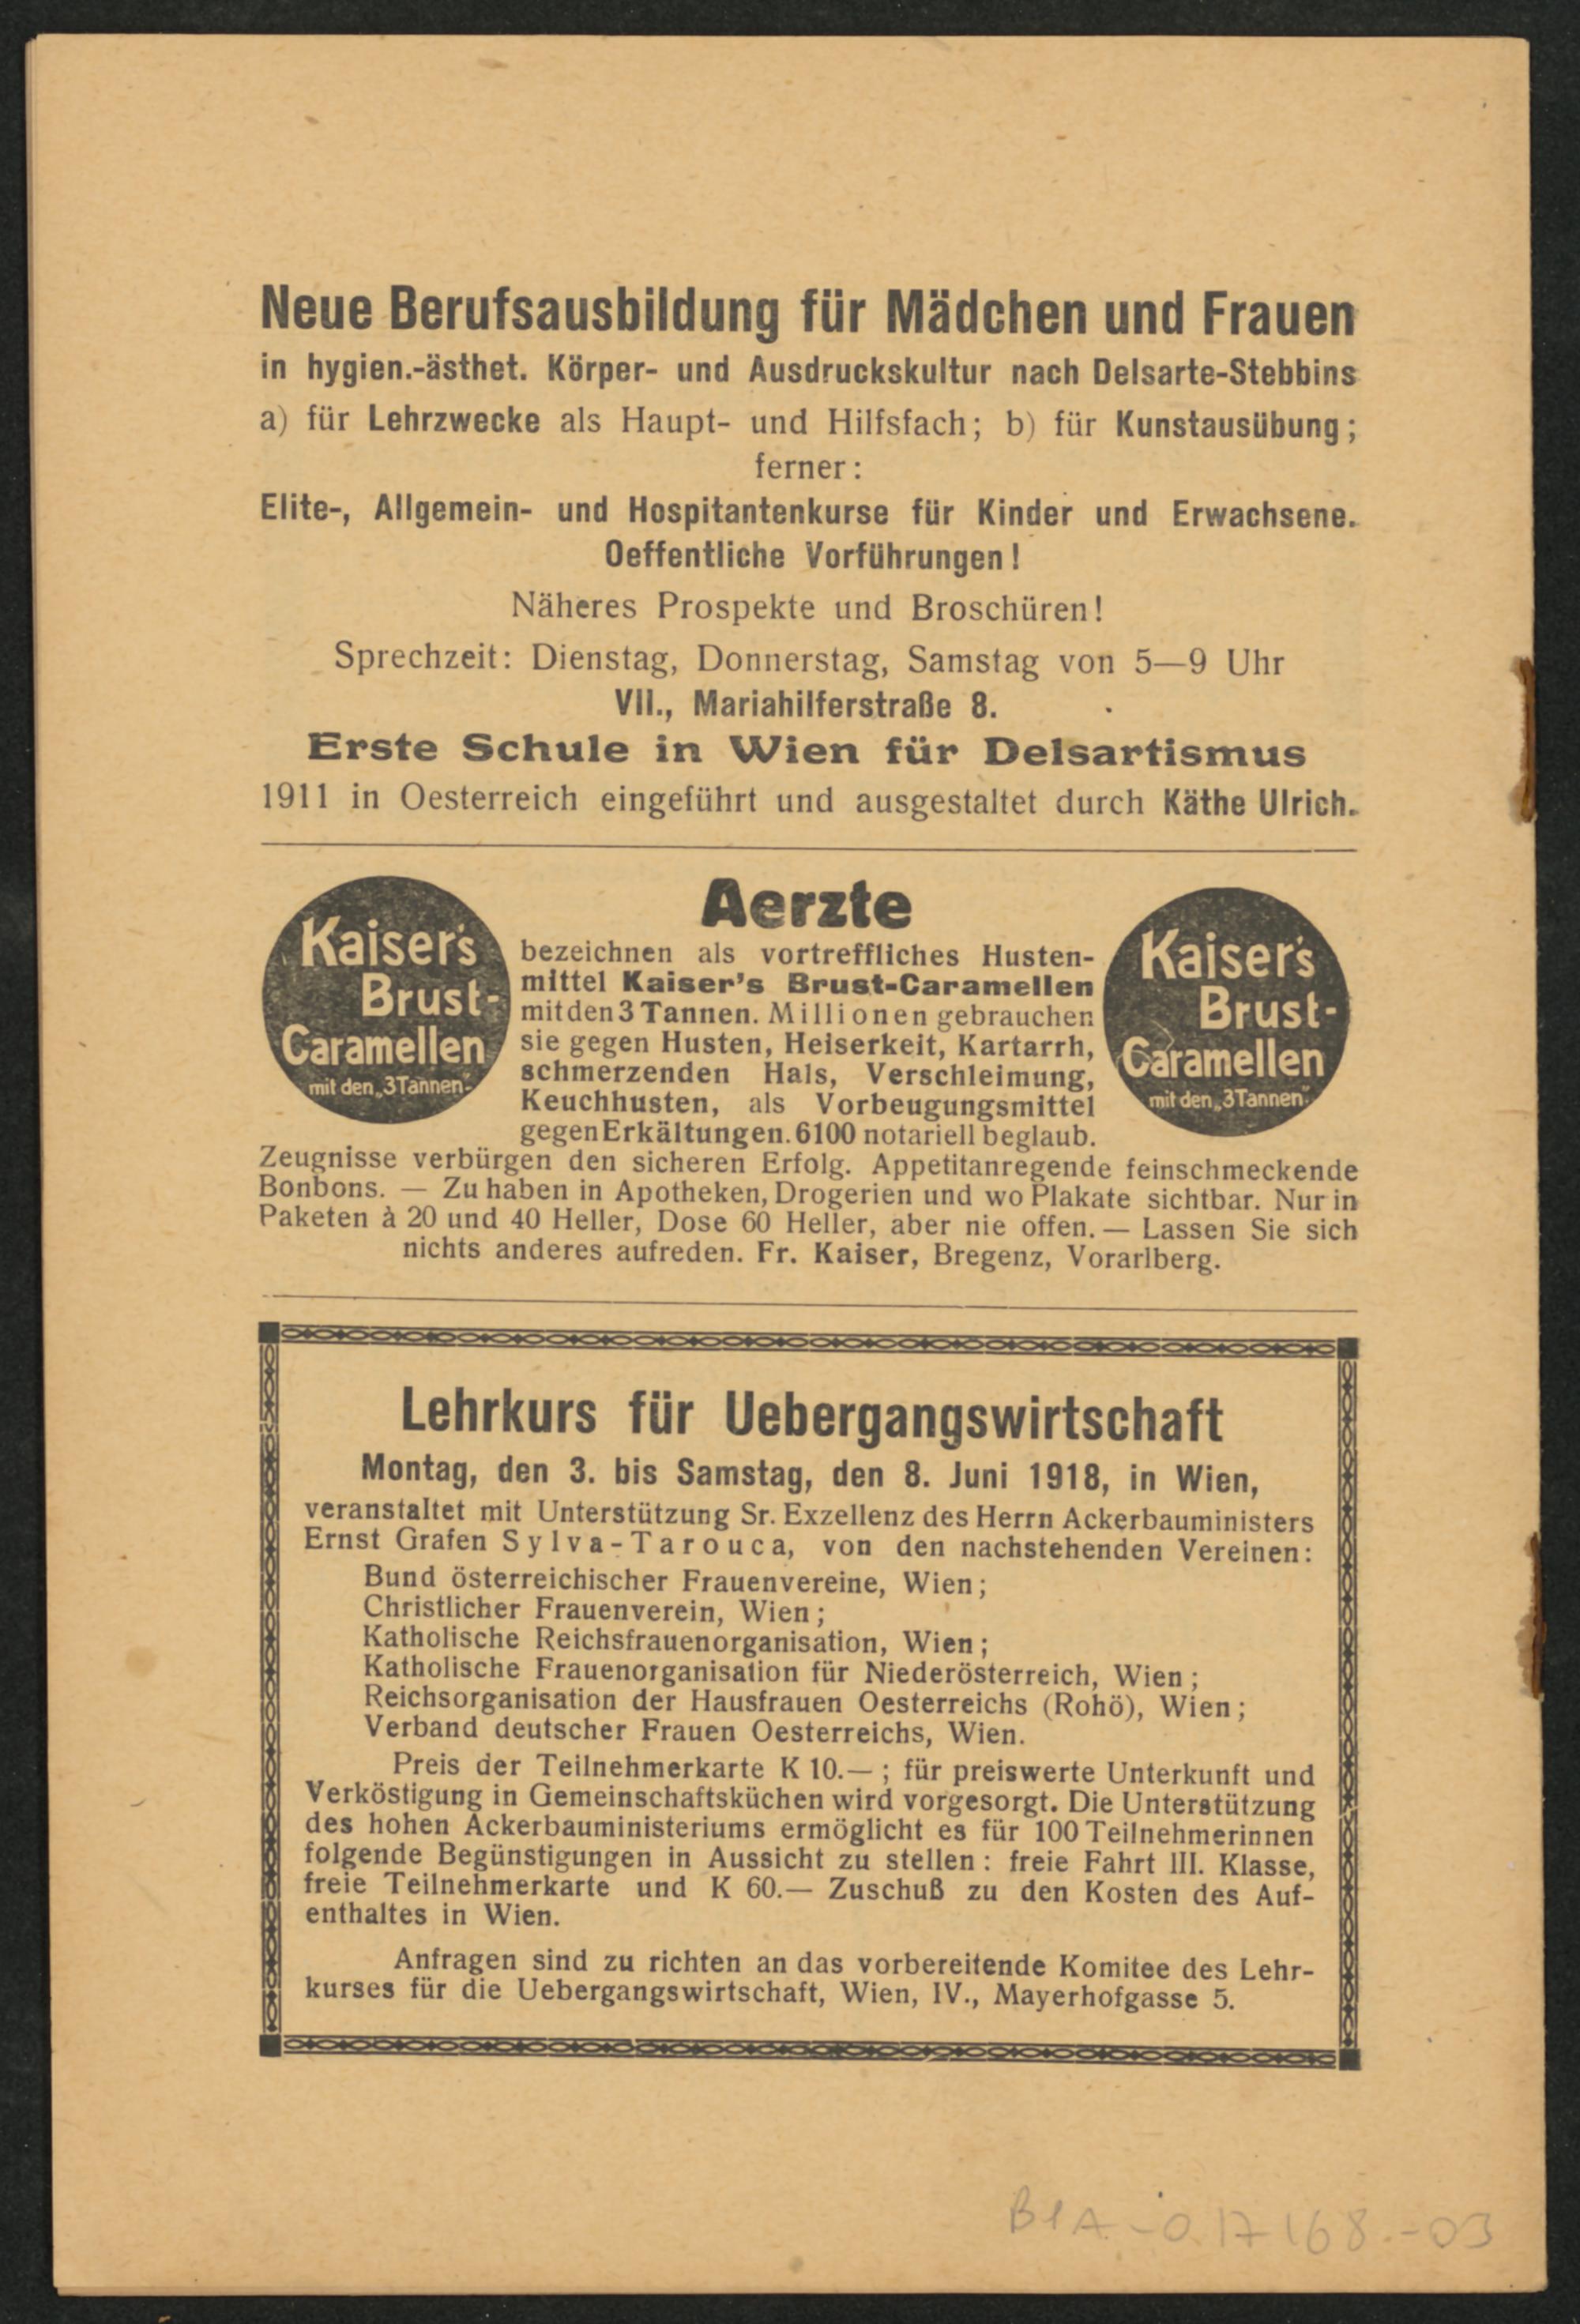 Neue Berufsausbildung für Mädchen und Frauen
in hygien.-ästhet. Körper- und Ausdruckskultur nach Delsarte-Stebbins
a) für Lehrzwecke als Haupt- und Hilfsfach; b) für Kunstausübung;
ferner:
Elite-, Allgemein- und Hospitantenkurse für Kinder und Erwachsene.
Oeffentliche Vorführungen!
Näheres Prospekte und Broschüren!
Sprechzeit: Dienstag, Donnerstag, Samstag von 5—9 Uhr
VII., Mariahilferstraße 8.
Erste Schule in Wien für Delsartismus
1911 in Oesterreich eingeführt und ausgestaltet durch Käthe Ulrich.
Kaiser's
Brust-
Caramellen
mit den „3 Tannen."
Aerzte
bezeichnen als vortreffliches Husten-
mittel Kaiser's Brust-Caramellen
mit den 3 Tannen. Millionen gebrauchen
sie gegen Husten, Heiserkeit, Kartarrh,
schmerzenden Hals, Verschleimung,
Keuchhusten, als Vorbeugungsmittel
gegen Erkältungen. 6100 notariell beglaub.
Kaiser's
Brust-
Caramellen
mit den „3 Tannen."
Zeugnisse verbürgen den sicheren Erfolg. Appetitanregende feinschmeckende
Bonbons. — Zu haben in Apotheken, Drogerien und wo Plakate sichtbar. Nur in
Paketen à 20 und 40 Heller, Dose 60 Heller, aber nie offen. — Lassen Sie sich
nichts anderes aufreden. Fr. Kaiser, Bregenz, Vorarlberg.
Lehrkurs für Uebergangswirtschaft
Montag, den 3. bis Samstag, den 8. Juni 1918, in Wien,
veranstaltet mit Unterstützung Sr. Exzellenz des Herrn Ackerbauministers
Ernst Grafen Sylva-Tarouca, von den nachstehenden Vereinen:
Bund österreichischer Frauenvereine, Wien;
Christlicher Frauenverein, Wien;
Katholische Reichsfrauenorganisation, Wien;
Katholische Frauenorganisation für Niederösterreich, Wien;
Reichsorganisation der Hausfrauen Oesterreichs (Rohö), Wien;
Verband deutscher Frauen Oesterreichs, Wien.
Preis der Teilnehmerkarte K 10.— ; für preiswerte Unterkunft und
Verköstigung in Gemeinschaftsküchen wird vorgesorgt. Die Unterstützung
des hohen Ackerbauministeriums ermöglicht es für 100 Teilnehmerinnen
folgende Begünstigungen in Aussicht zu stellen: freie Fahrt III. Klasse,
freie Teilnehmerkarte und K 60.— Zuschuß zu den Kosten des Auf-
enthaltes in Wien.
Anfragen sind zu richten an das vorbereitende Komitee des Lehr-
kurses für die Uebergangswirtschaft, Wien, IV., Mayerhofgasse 5.
BIA.-017168.-03